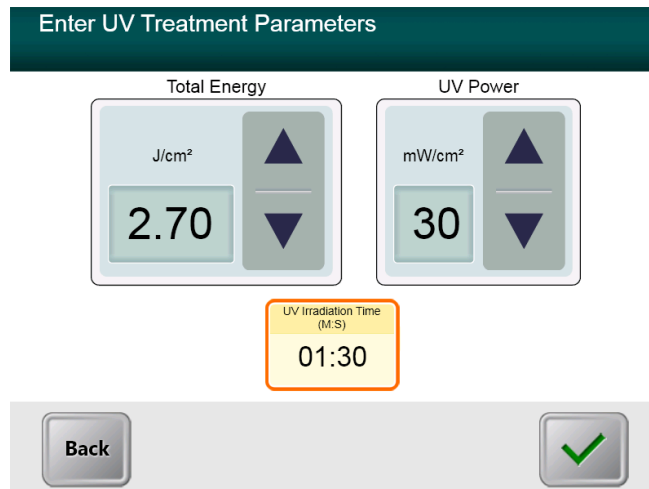 Enter UV Treatment Parameters
Total Energy
UV Power
J/cm²
mW/cm²
2.70
30
UV Irradiation Time
(M:S)
01:30
Back